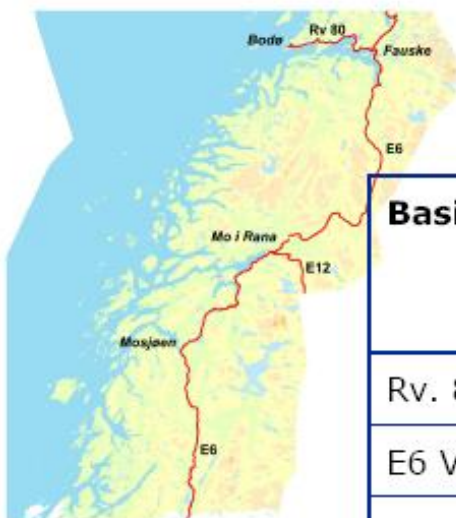 Bodø
Rv 80
Fauske
E6
Basi
Mo i Rana
E12
Mosjøen
Rv. 8
E6 V
E6